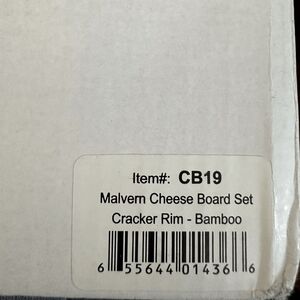 Item#: CB19
Malvern Cheese Board Set
Cracker Rim - Bamboo
6 55644 01436 6